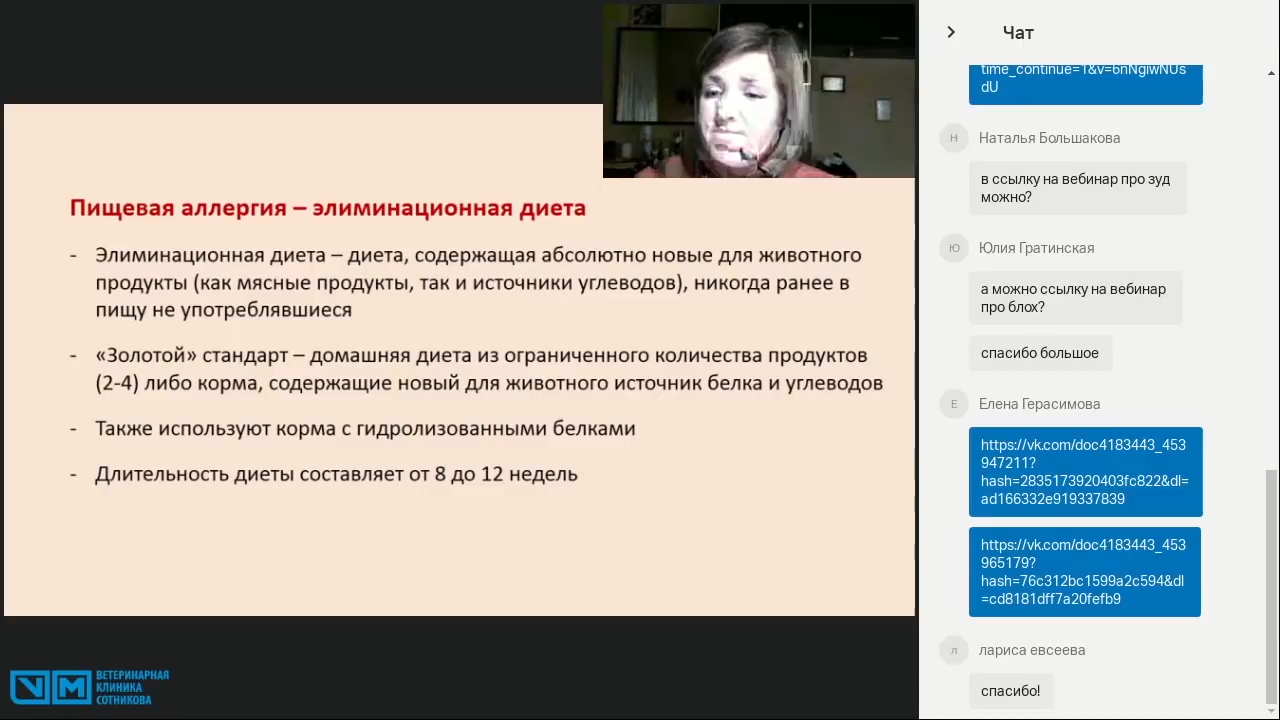 Пищевая аллергия – элиминационная диета
- Элиминационная диета – диета, содержащая абсолютно новые для животного
продукты (как мясные продукты, так и источники углеводов), никогда ранее в
пищу не употреблявшиеся
- «Золотой» стандарт – домашняя диета из ограниченного количества продуктов
(2-4) либо корма, содержащие новый для животного источник белка и углеводов
- Также используют корма с гидролизованными белками
- Длительность диеты составляет от 8 до 12 недель
VM
ВЕТЕРИНАРНАЯ
КЛИНИКА
СОТНИКОВА
Чат
time_continue=1&v=6nNgiwNUs
dU
Н
Наталья Большакова
в ссылку на вебинар про зуд
можно?
Ю
Юлия Гратинская
а можно ссылку на вебинар
про блох?
спасибо большое
Е
Елена Герасимова
https://vk.com/doc4183443_453
947211?
hash=2835173920403fc822&dl=
ad166332e919337839
https://vk.com/doc4183443_453
965179?
hash=76c312bc1599a2c594&dl
=cd8181dff7a20fefb9
л
лариса евсеева
спасибо!